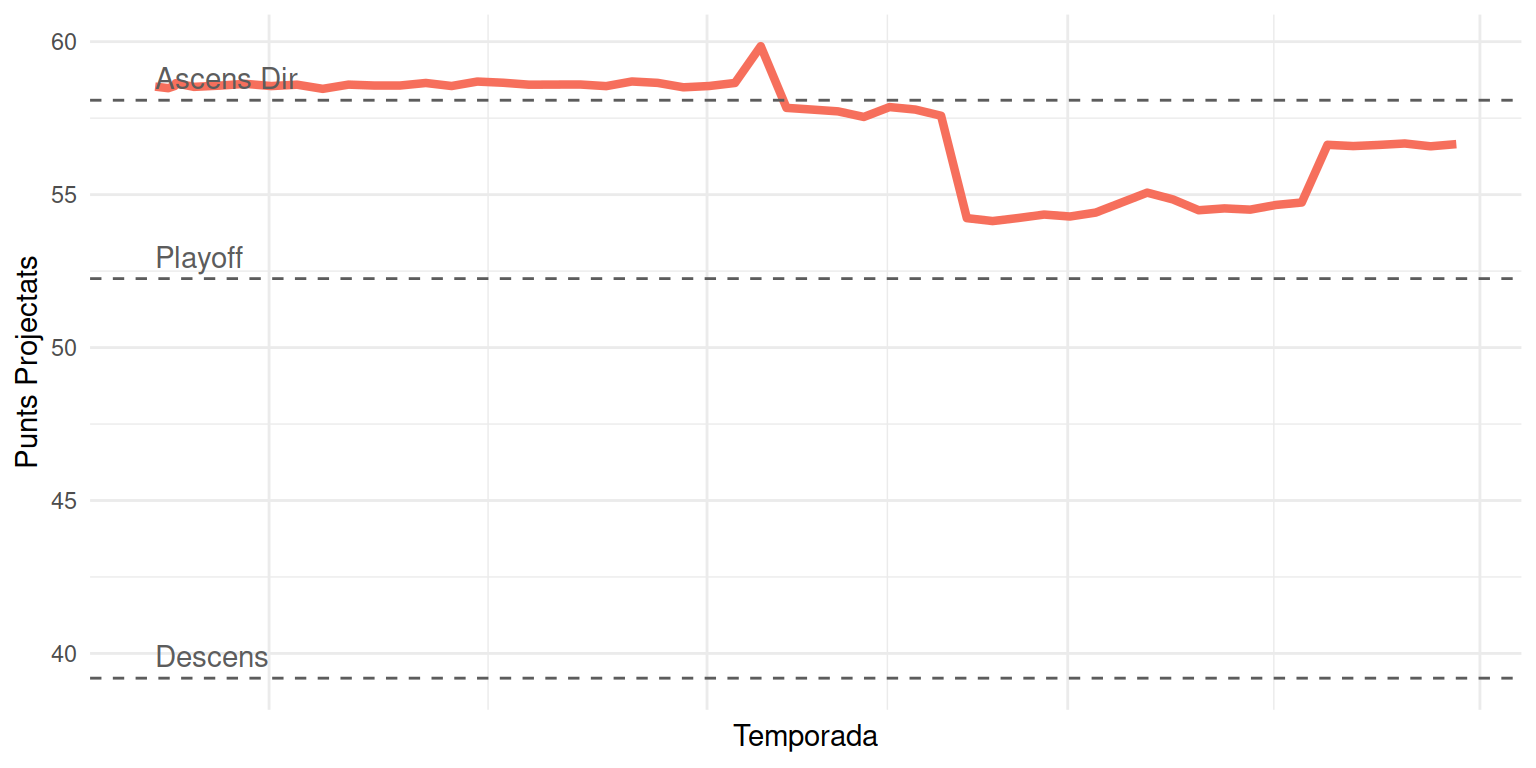 60
Ascens Dir
55
Playoff
50
45
40
Descens
Punts Projectats
Temporada